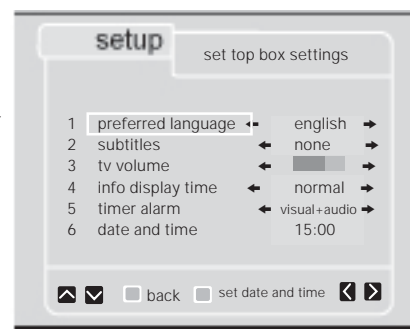 setup
set top box settings
1 preferred language english
2 subtitles none
3 tv volume
4 info display time normal
5 timer alarm visual+audio
6 date and time 15:00
back set date and time